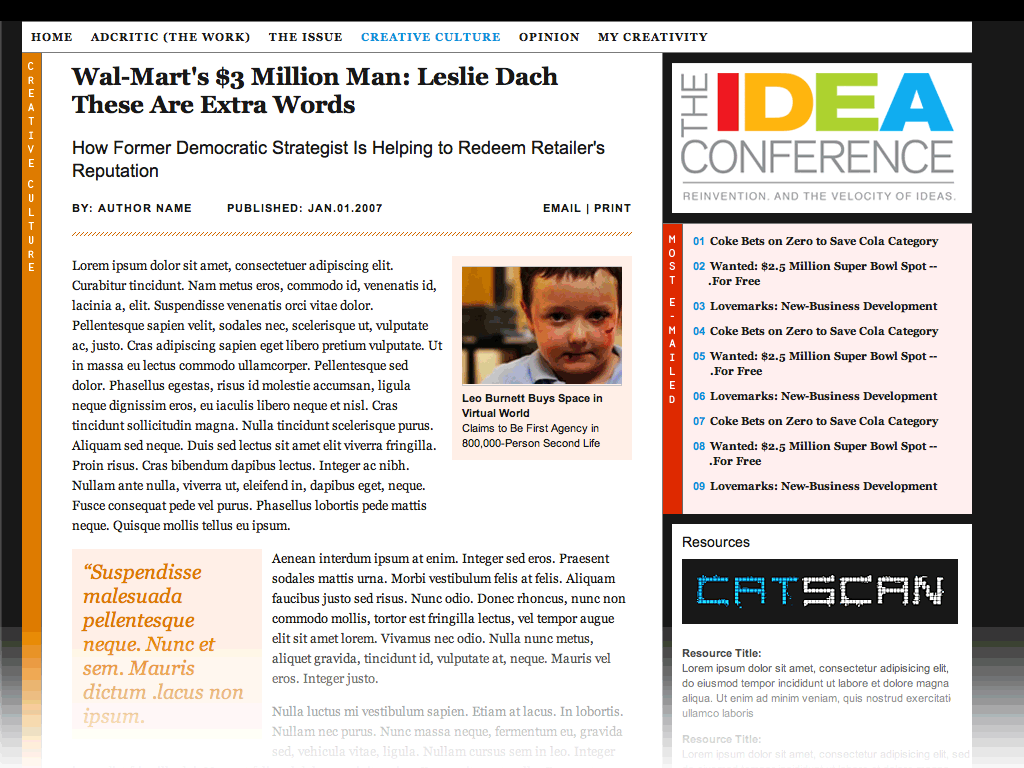 HOME ADCRITIC (THE WORK) THE ISSUE CREATIVE CULTURE OPINION MY CREATIVITY
CREATIVE CULTURE
Wal-Mart's $3 Million Man: Leslie Dach
These Are Extra Words
How Former Democratic Strategist Is Helping to Redeem Retailer's
Reputation
BY: AUTHOR NAME PUBLISHED: JAN.01.2007 EMAIL | PRINT
Lorem ipsum dolor sit amet, consectetuer adipiscing elit.
Curabitur tincidunt. Nam metus eros, commodo id, venenatis id,
lacinia a, elit. Suspendisse venenatis orci vitae dolor.
Pellentesque sapien velit, sodales nec, scelerisque ut, vulputate
ac, justo. Cras adipiscing sapien eget libero pretium vulputate. Ut
in massa eu lectus commodo ullamcorper. Pellentesque sed
dolor. Phasellus egestas, risus id molestie accumsan, ligula
neque dignissim eros, eu iaculis libero neque et nisl. Cras
tincidunt sollicitudin magna. Nulla tincidunt scelerisque purus.
Aliquam sed neque. Duis sed lectus sit amet elit viverra fringilla.
Proin risus. Cras bibendum dapibus lectus. Integer ac nibh.
Nullam ante nulla, viverra ut, eleifend in, dapibus eget, neque.
Fusce consequat pede vel purus. Phasellus lobortis pede mattis
neque. Quisque mollis tellus eu ipsum.
Leo Burnett Buys Space in
Virtual World
Claims to Be First Agency in
800,000-Person Second Life
“Suspendisse
malesuada
pellentesque
neque. Nunc et
sem. Mauris
dictum .lacus non
ipsum.
Aenean interdum ipsum at enim. Integer sed eros. Praesent
sodales mattis urna. Morbi vestibulum felis at felis. Aliquam
faucibus justo sed risus. Nunc odio. Donec rhoncus, nunc non
commodo mollis, tortor est fringilla lectus, vel tempor augue
elit sit amet lorem. Vivamus nec odio. Nulla nunc metus,
aliquet gravida, tincidunt id, vulputate at, neque. Mauris vel
eros. Integer justo.
Nulla luctus mi vestibulum sapien. Etiam at lacus. In lobortis.
Nullam nec purus. Nunc massa neque, fermentum eu, gravida
sed, vehicula vitae, ligula. Nullam cursus sem in leo. Integer
THE IDEA
CONFERENCE
REINVENTION. AND THE VELOCITY OF IDEAS.
MOST E-MAILED
01 Coke Bets on Zero to Save Cola Category
02 Wanted: $2.5 Million Super Bowl Spot --
.For Free
03 Lovemarks: New-Business Development
04 Coke Bets on Zero to Save Cola Category
05 Wanted: $2.5 Million Super Bowl Spot --
.For Free
06 Lovemarks: New-Business Development
07 Coke Bets on Zero to Save Cola Category
08 Wanted: $2.5 Million Super Bowl Spot --
.For Free
09 Lovemarks: New-Business Development
Resources
CATSCAN
Resource Title:
Lorem ipsum dolor sit amet, consectetur adipisicing elit,
do eiusmod tempor incididunt ut labore et dolore magna
aliqua. Ut enim ad minim veniam, quis nostrud exercitati
ullamco laboris
Resource Title:
Lorem ipsum dolor sit amet, consectetur adipisicing elit, sed